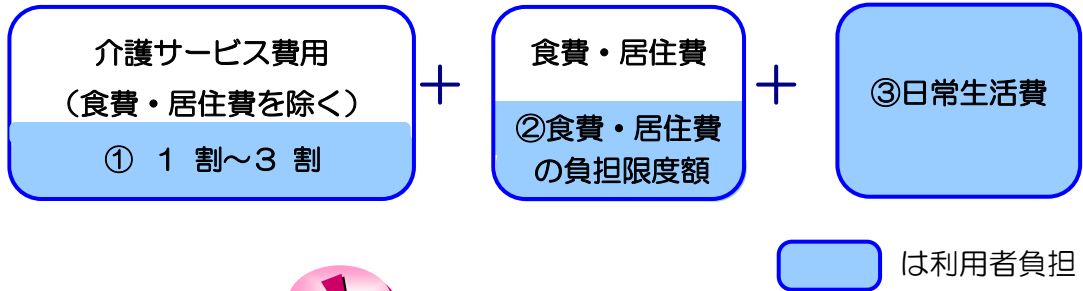 介護サービス費用
（食費・居住費を除く）
① 1 割～3 割
＋
食費・居住費
②食費・居住費
の負担限度額
＋
③日常生活費
は利用者負担